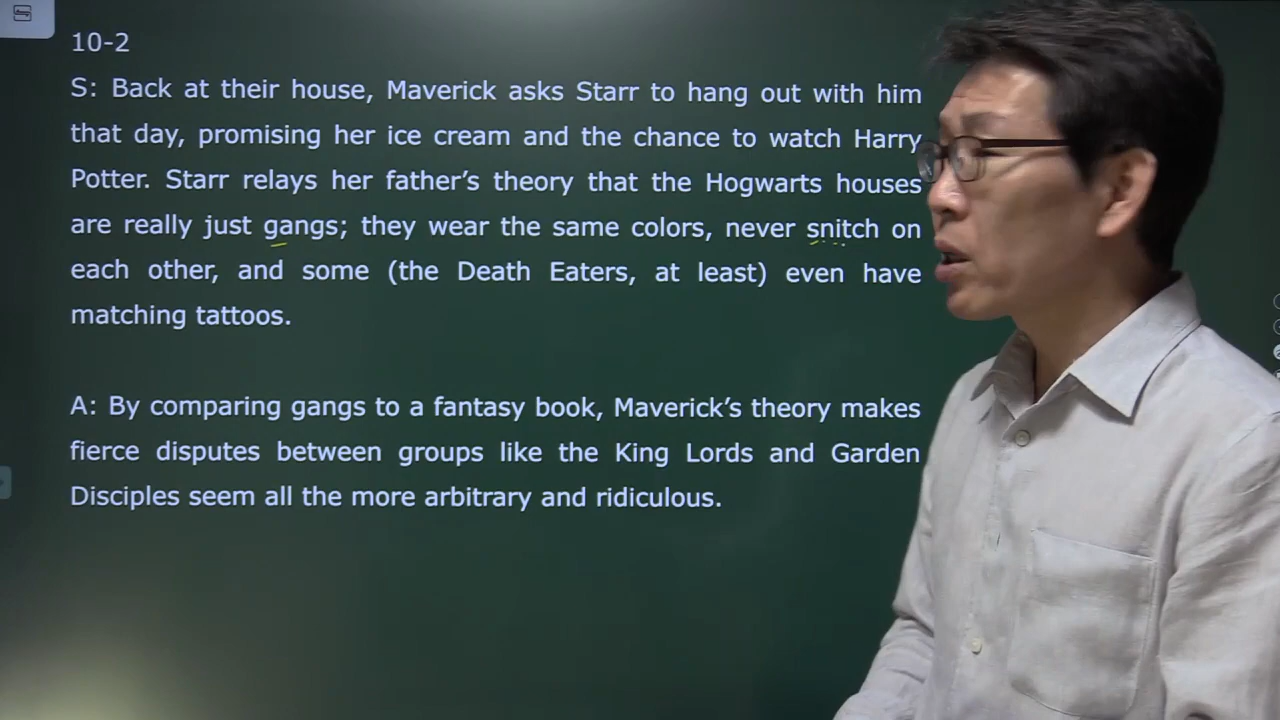 10-2
S: Back at their house, Maverick asks Starr to hang out with him
that day, promising her ice cream and the chance to watch Harry
Potter. Starr relays her father’s theory that the Hogwarts houses
are really just gangs; they wear the same colors, never snitch on
each other, and some (the Death Eaters, at least) even have
matching tattoos.
A: By comparing gangs to a fantasy book, Maverick’s theory makes
fierce disputes between groups like the King Lords and Garden
Disciples seem all the more arbitrary and ridiculous.